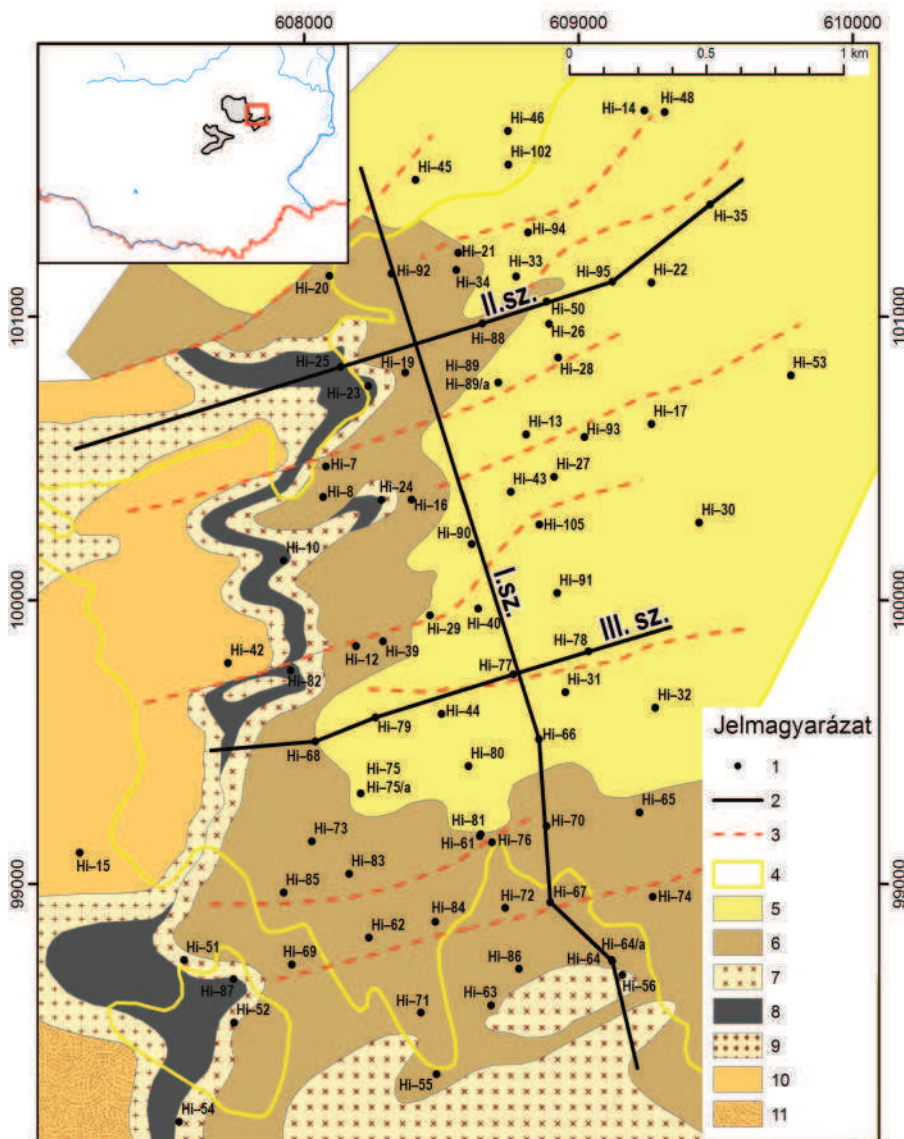 608000 609000 610000
0 0.5 1 km
Hi–14 Hi–48
Hi–46
Hi–102
Hi–45
Hi–35
Hi–94
Hi–21
Hi–33 Hi–95
Hi–92 Hi–34 Hi–22
Hi–20
II.sz.
101000 101000
Hi–50
Hi–88 Hi–26
Hi–25 Hi–19 Hi–89 Hi–28 Hi–53
Hi–23 Hi–89/a
Hi–13 Hi–17
Hi–93
Hi–7 Hi–27
Hi–8 Hi–24 Hi–43
Hi–16
Hi–105 Hi–30
Hi–90
Hi–10
I.sz.
Hi–91
100000 100000
Hi–29 Hi–40
III. sz.
Hi–42 Hi–12 Hi–39 Hi–78
Hi–77
Hi–82
Hi–31
Hi–32
Hi–79 Hi–44
Hi–66
Hi–68
Hi–75 Hi–80
Hi–75/a
Hi–65
Hi–73 Hi–81
Hi–61 Hi–76 Hi–70
Hi–15
Hi–83
99000 99000
Hi–85 Hi–67 Hi–74
Hi–84 Hi–72
Hi–62
Hi–51 Hi–69 Hi–86 Hi–64/a
Hi–64
Hi–87 Hi–63 Hi–56
Hi–52 Hi–71
Hi–55
Hi–54
Jelmagyarázat
1
2
3
4
5
6
7
8
9
10
11